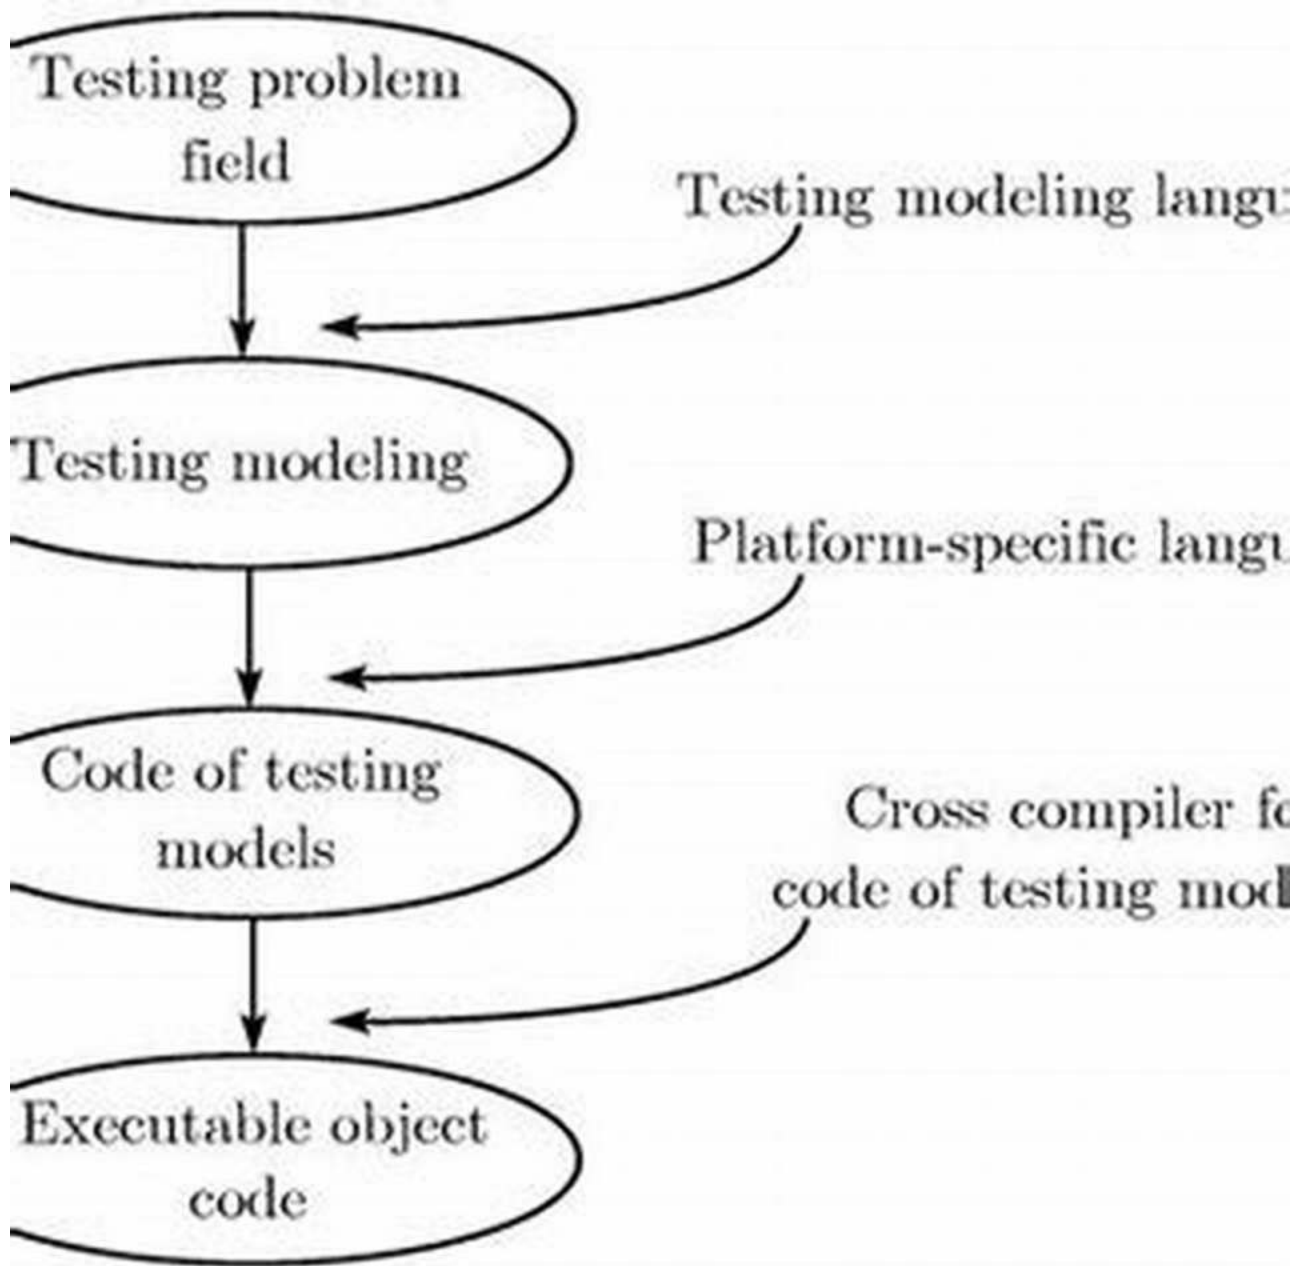 Testing problem
field
Testing modeling
Testing modeling
Platform-specific
Code of testing
models
Cross compiler
code of testing
Executable object
code